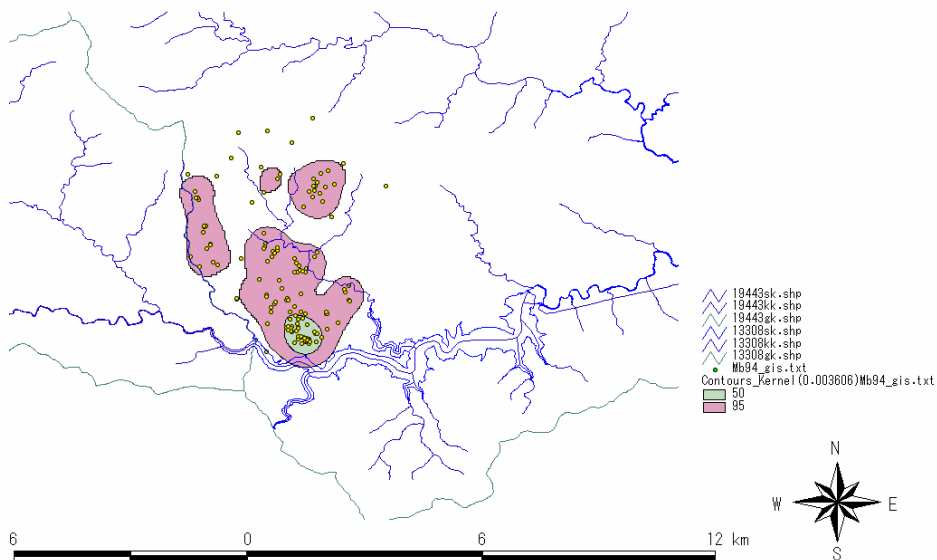 19443sk.shp
19443kk.shp
19443gk.shp
13308sk.shp
13308kk.shp
13308gk.shp
Mb94_gis.txt
Contours_Kernel(0.003606)Mb94_gis.txt
50
95
N
W E
S
6 0 6 12 km